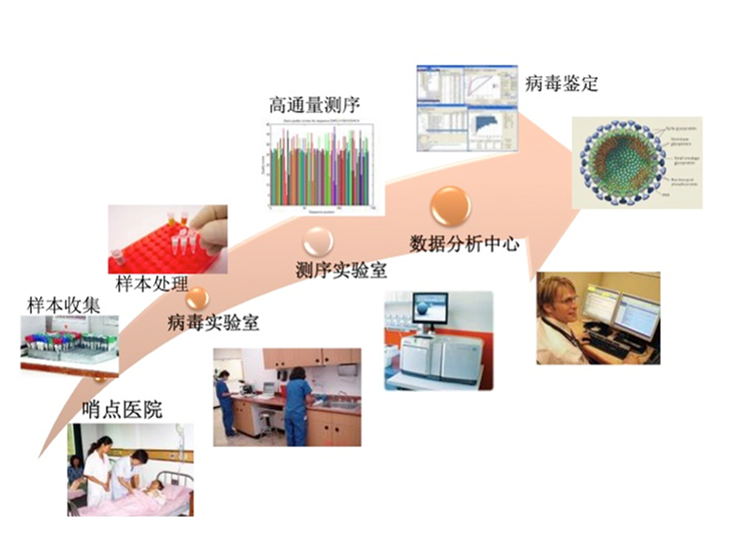 病毒鉴定
高通量测序
数据分析中心
测序实验室
样本处理
样本收集
病毒实验室
哨点医院